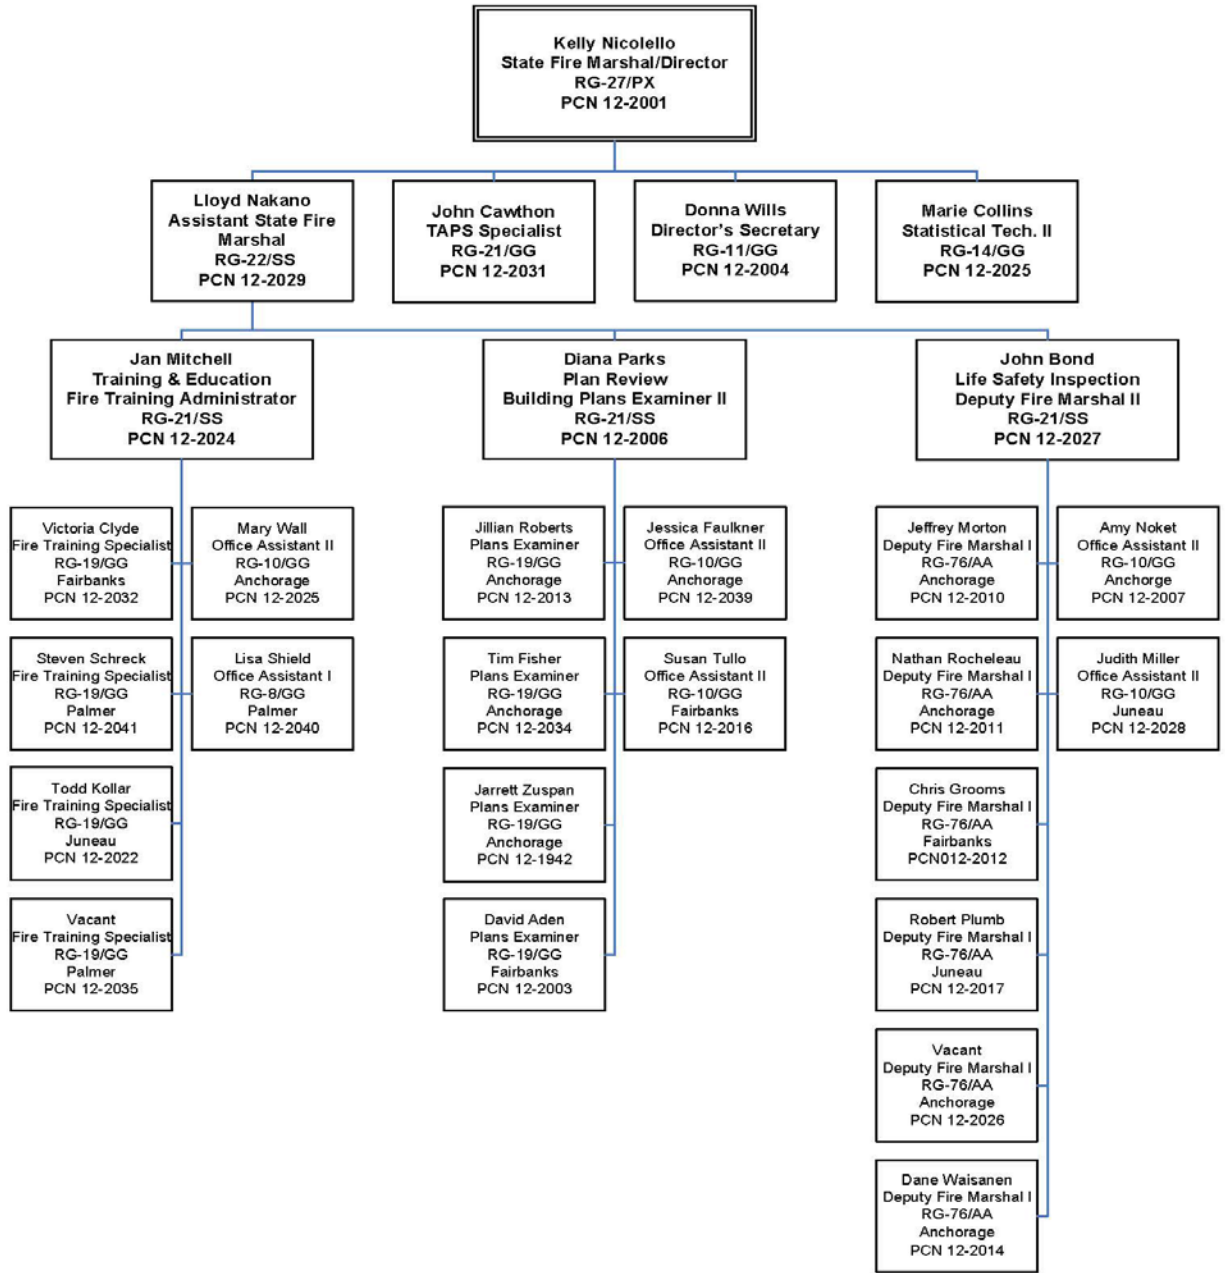 Kelly Nicolello
State Fire Marshal/Director
RG-27/PX
PCN 12-2001
Lloyd Nakano
Assistant State Fire
Marshal
RG-22/SS
PCN 12-2029
John Cawthon
TAPS Specialist
RG-21/GG
PCN 12-2031
Donna Wills
Director's Secretary
RG-11/GG
PCN 12-2004
Marie Collins
Statistical Tech. II
RG-14/GG
PCN 12-2025
Jan Mitchell
Training & Education
Fire Training Administrator
RG-21/SS
PCN 12-2024
Diana Parks
Plan Review
Building Plans Examiner II
RG-21/SS
PCN 12-2006
John Bond
Life Safety Inspection
Deputy Fire Marshal II
RG-21/SS
PCN 12-2027
Victoria Clyde
Fire Training Specialist
RG-19/GG
Fairbanks
PCN 12-2032
Mary Wall
Office Assistant II
RG-10/GG
Anchorage
PCN 12-2025
Jillian Roberts
Plans Examiner
RG-19/GG
Anchorage
PCN 12-2013
Jessica Faulkner
Office Assistant II
RG-10/GG
Anchorage
PCN 12-2039
Jeffrey Morton
Deputy Fire Marshal I
RG-76/AA
Anchorage
PCN 12-2010
Amy Noket
Office Assistant II
RG-10/GG
Anchorge
PCN 12-2007
Steven Schreck
Fire Training Specialist
RG-19/GG
Palmer
PCN 12-2041
Lisa Shield
Office Assistant I
RG-8/GG
Palmer
PCN 12-2040
Tim Fisher
Plans Examiner
RG-19/GG
Anchorage
PCN 12-2034
Susan Tullo
Office Assistant II
RG-10/GG
Fairbanks
PCN 12-2016
Nathan Rocheleau
Deputy Fire Marshal I
RG-76/AA
Anchorage
PCN 12-2011
Judith Miller
Office Assistant II
RG-10/GG
Juneau
PCN 12-2028
Todd Kollar
Fire Training Specialist
RG-19/GG
Juneau
PCN 12-2022
Jarrett Zuspan
Plans Examiner
RG-19/GG
Anchorage
PCN 12-1942
Chris Grooms
Deputy Fire Marshal I
RG-76/AA
Fairbanks
PCN012-2012
Vacant
Fire Training Specialist
RG-19/GG
Palmer
PCN 12-2035
David Aden
Plans Examiner
RG-19/GG
Fairbanks
PCN 12-2003
Robert Plumb
Deputy Fire Marshal I
RG-76/AA
Juneau
PCN 12-2017
Vacant
Deputy Fire Marshal I
RG-76/AA
Anchorage
PCN 12-2026
Dane Waisanen
Deputy Fire Marshal I
RG-76/AA
Anchorage
PCN 12-2014